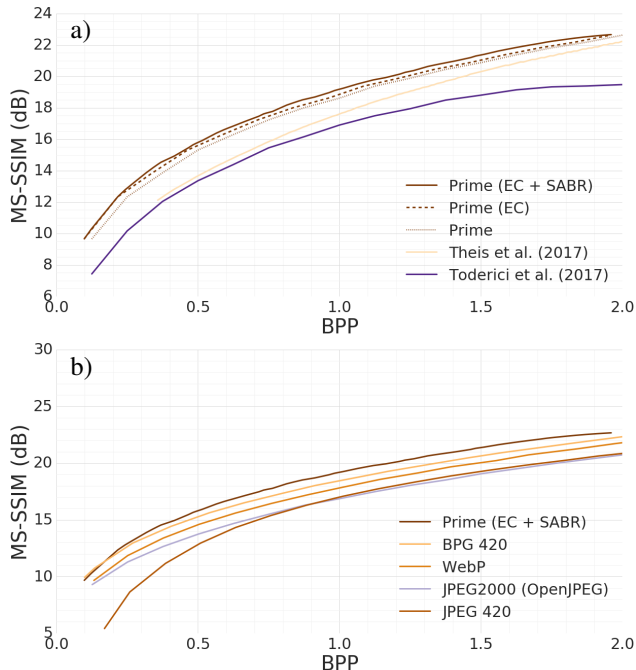 24
a)
22
20
18
16
14
12
10
8
6
MS-SSIM (dB)
Prime (EC + SABR)
Prime (EC)
Prime
Theis et al. (2017)
Toderici et al. (2017)
0.0 0.5 1.0 1.5 2.0
BPP
30
b)
25
20
15
10
5
MS-SSIM (dB)
Prime (EC + SABR)
BPG 420
WebP
JPEG2000 (OpenJPEG)
JPEG 420
0.0 0.5 1.0 1.5 2.0
BPP